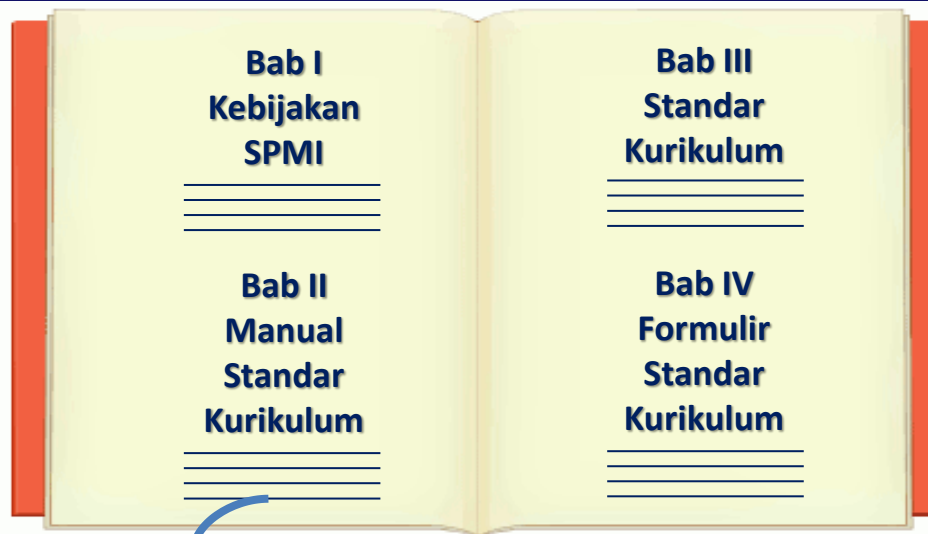 Bab I
Kebijakan
SPMI
Bab II
Manual
Standar
Kurikulum
Bab III
Standar
Kurikulum
Bab IV
Formulir
Standar
Kurikulum